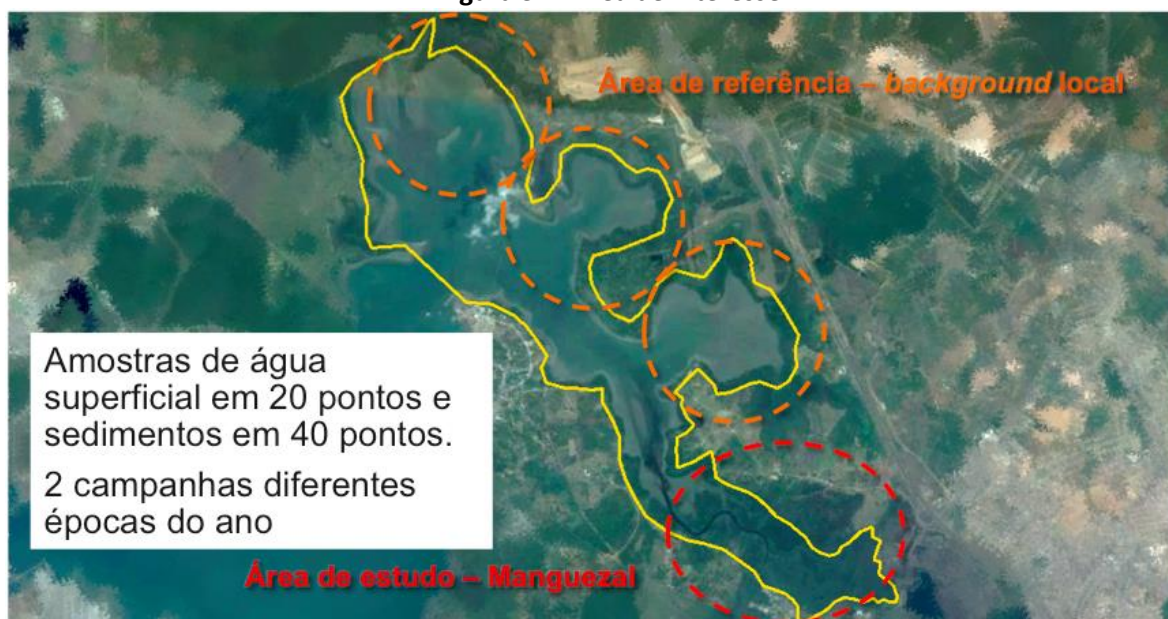 Área de referência – background local
Amostras de água
superficial em 20 pontos e
sedimentos em 40 pontos.
2 campanhas diferentes
épocas do ano
Área de estudo – Manguezal